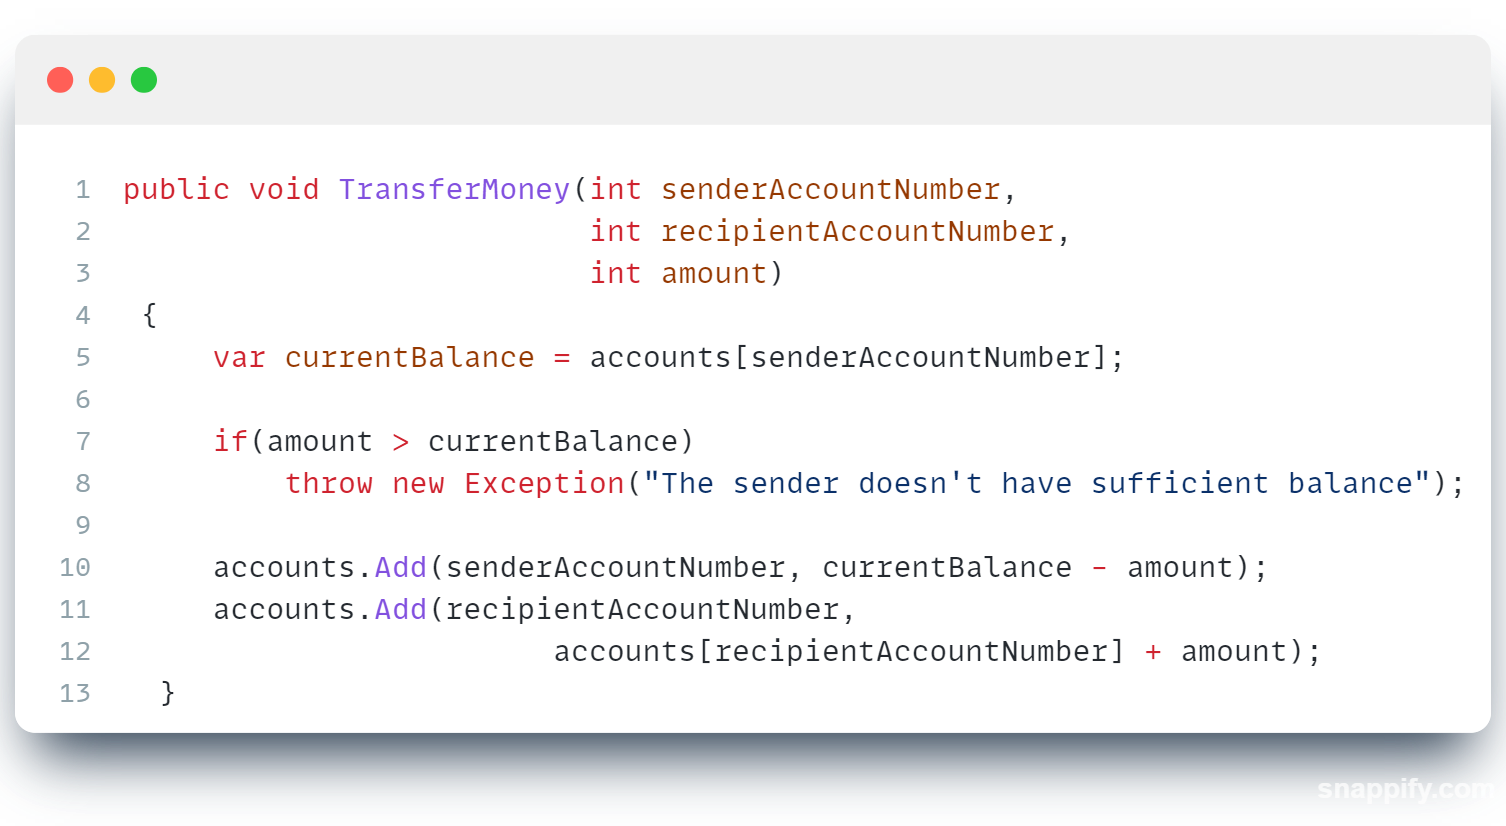 1 public void TransferMoney(int senderAccountNumber,
2 int recipientAccountNumber,
3 int amount)
4 {
5 var currentBalance = accounts[senderAccountNumber];
6
7 if(amount > currentBalance)
8 throw new Exception("The sender doesn't have sufficient balance");
9
10 accounts.Add(senderAccountNumber, currentBalance - amount);
11 accounts.Add(recipientAccountNumber,
12 accounts[recipientAccountNumber] + amount);
13 }
snappify.com